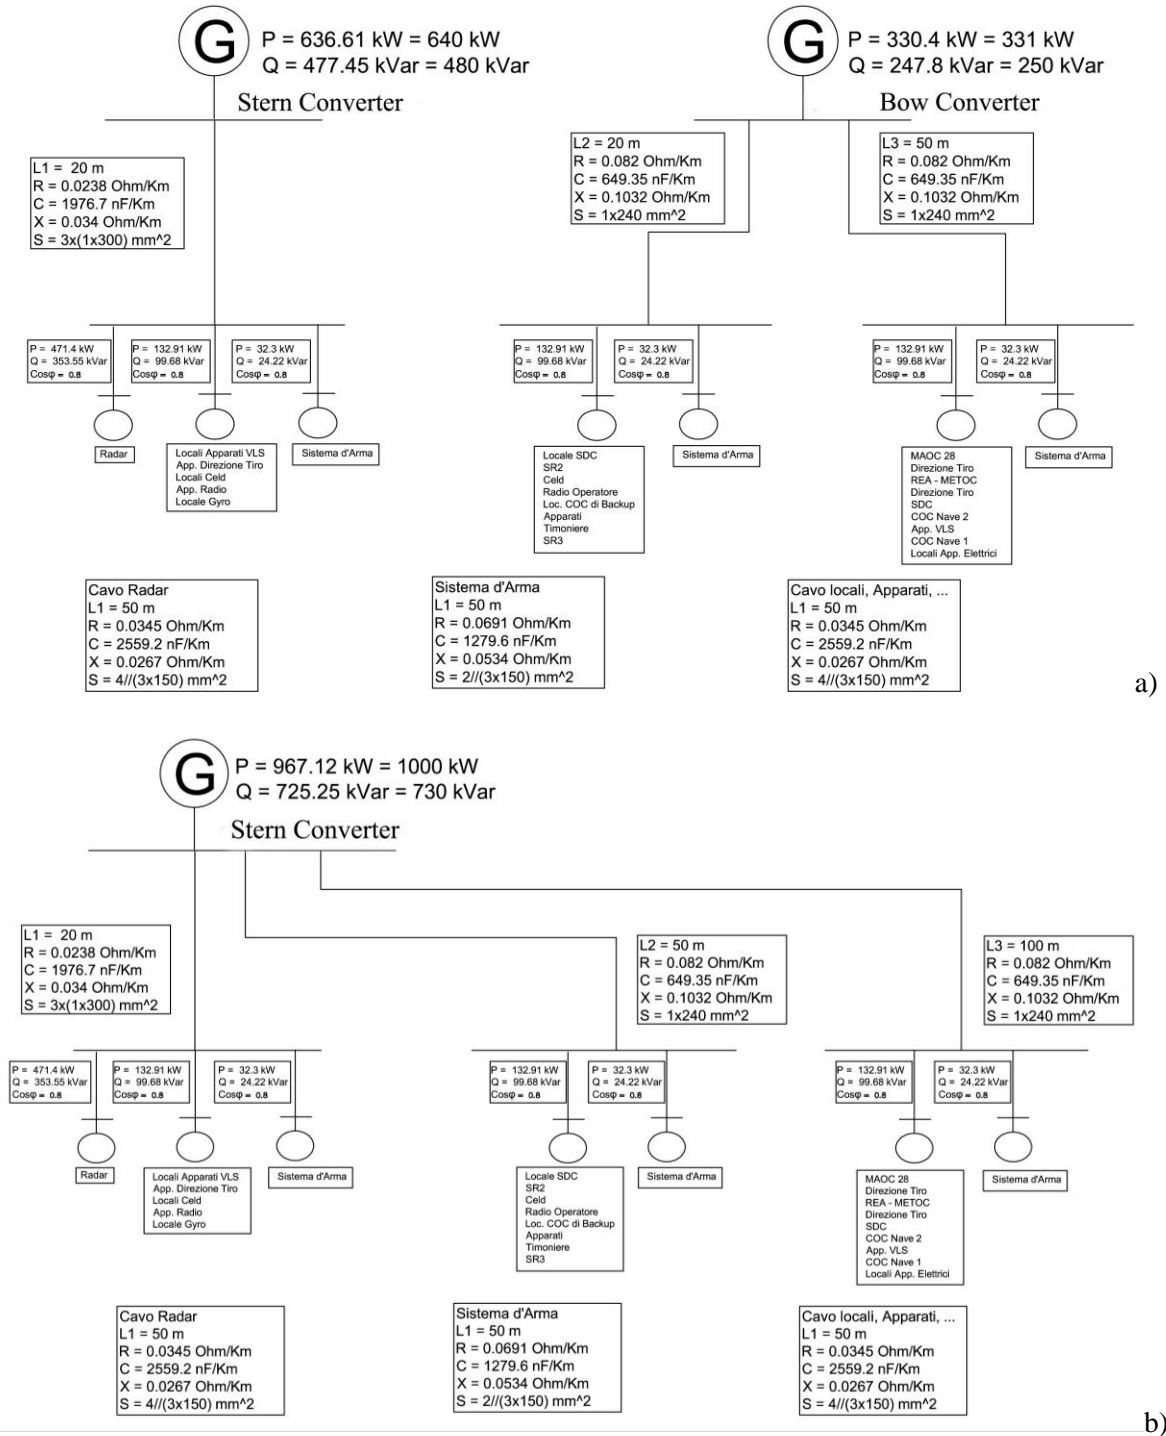 G
P = 636.61 kW = 640 kW
Q = 477.45 kVar = 480 kVar
Stern Converter
G
P = 330.4 kW = 331 kW
Q = 247.8 kVar = 250 kVar
Bow Converter
L1 = 20 m
R = 0.0238 Ohm/Km
C = 1976.7 nF/Km
X = 0.034 Ohm/Km
S = 3x(1x300) mm^2
L2 = 20 m
R = 0.082 Ohm/Km
C = 649.35 nF/Km
X = 0.1032 Ohm/Km
S = 1x240 mm^2
L3 = 50 m
R = 0.082 Ohm/Km
C = 649.35 nF/Km
X = 0.1032 Ohm/Km
S = 1x240 mm^2
P = 471.4 kW
Q = 353.55 kVar
Cosφ = 0.8
P = 132.91 kW
Q = 99.68 kVar
Cosφ = 0.8
P = 32.3 kW
Q = 24.22 kVar
Cosφ = 0.8
P = 132.91 kW
Q = 99.68 kVar
Cosφ = 0.8
P = 32.3 kW
Q = 24.22 kVar
Cosφ = 0.8
P = 132.91 kW
Q = 99.68 kVar
Cosφ = 0.8
P = 32.3 kW
Q = 24.22 kVar
Cosφ = 0.8
Radar
Locali Apparati VLS
App. Direzione Tiro
Locali Celd
App. Radio
Locale Gyro
Sistema d'Arma
Locale SDC
SR2
Celd
Radio Operatore
Loc. COC di Backup
Apparati
Timoniere
SR3
Sistema d'Arma
MAOC 28
Direzione Tiro
REA - METOC
Direzione Tiro
SDC
COC Nave 2
App. VLS
COC Nave 1
Locali App. Elettrici
Sistema d'Arma
Cavo Radar
L1 = 50 m
R = 0.0345 Ohm/Km
C = 2559.2 nF/Km
X = 0.0267 Ohm/Km
S = 4//(3x150) mm^2
Sistema d'Arma
L1 = 50 m
R = 0.0691 Ohm/Km
C = 1279.6 nF/Km
X = 0.0534 Ohm/Km
S = 2//(3x150) mm^2
Cavo locali, Apparati, ...
L1 = 50 m
R = 0.0345 Ohm/Km
C = 2559.2 nF/Km
X = 0.0267 Ohm/Km
S = 4//(3x150) mm^2
a)
G
P = 967.12 kW = 1000 kW
Q = 725.25 kVar = 730 kVar
Stern Converter
L1 = 20 m
R = 0.0238 Ohm/Km
C = 1976.7 nF/Km
X = 0.034 Ohm/Km
S = 3x(1x300) mm^2
L2 = 50 m
R = 0.082 Ohm/Km
C = 649.35 nF/Km
X = 0.1032 Ohm/Km
S = 1x240 mm^2
L3 = 100 m
R = 0.082 Ohm/Km
C = 649.35 nF/Km
X = 0.1032 Ohm/Km
S = 1x240 mm^2
P = 471.4 kW
Q = 353.55 kVar
Cosφ = 0.8
P = 132.91 kW
Q = 99.68 kVar
Cosφ = 0.8
P = 32.3 kW
Q = 24.22 kVar
Cosφ = 0.8
P = 132.91 kW
Q = 99.68 kVar
Cosφ = 0.8
P = 32.3 kW
Q = 24.22 kVar
Cosφ = 0.8
P = 132.91 kW
Q = 99.68 kVar
Cosφ = 0.8
P = 32.3 kW
Q = 24.22 kVar
Cosφ = 0.8
Radar
Locali Apparati VLS
App. Direzione Tiro
Locali Celd
App. Radio
Locale Gyro
Sistema d'Arma
Locale SDC
SR2
Celd
Radio Operatore
Loc. COC di Backup
Apparati
Timoniere
SR3
Sistema d'Arma
MAOC 28
Direzione Tiro
REA - METOC
Direzione Tiro
SDC
COC Nave 2
App. VLS
COC Nave 1
Locali App. Elettrici
Sistema d'Arma
Cavo Radar
L1 = 50 m
R = 0.0345 Ohm/Km
C = 2559.2 nF/Km
X = 0.0267 Ohm/Km
S = 4//(3x150) mm^2
Sistema d'Arma
L1 = 50 m
R = 0.0691 Ohm/Km
C = 1279.6 nF/Km
X = 0.0534 Ohm/Km
S = 2//(3x150) mm^2
Cavo locali, Apparati, ...
L1 = 50 m
R = 0.0345 Ohm/Km
C = 2559.2 nF/Km
X = 0.0267 Ohm/Km
S = 4//(3x150) mm^2
b)